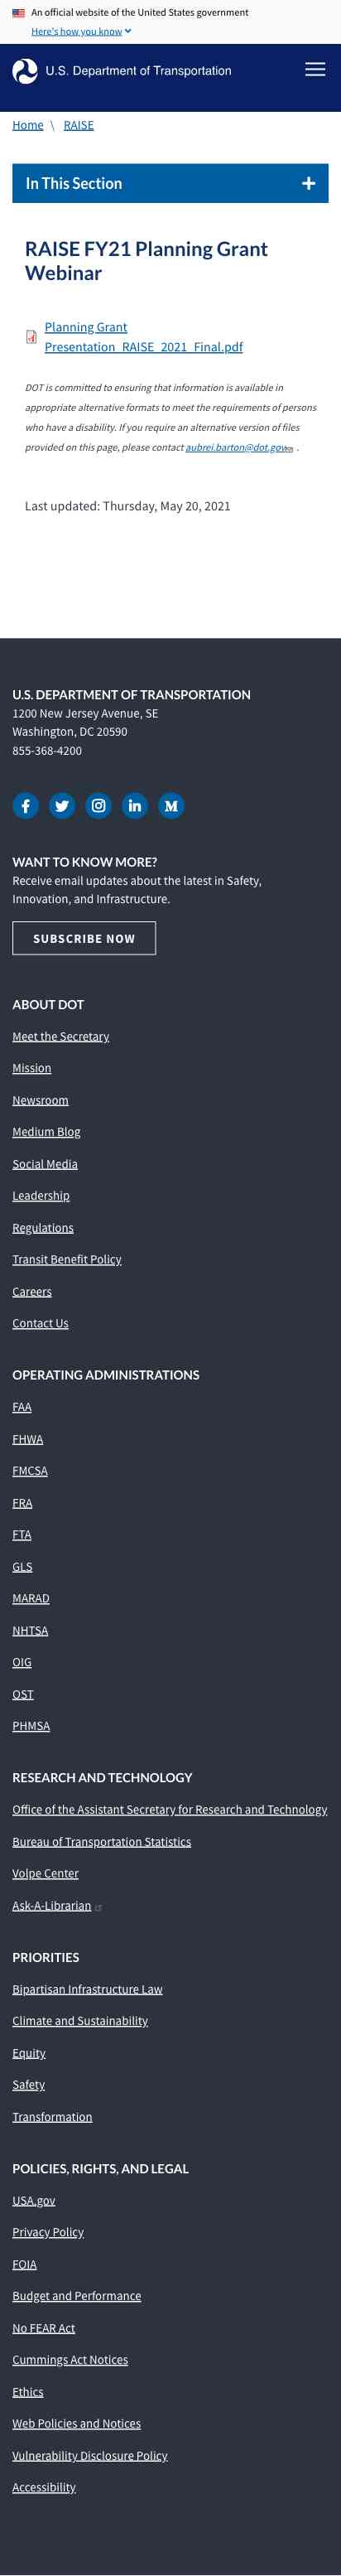 An official website of the United States government
Here's how you know
U.S. Department of Transportation
Home \ RAISE
In This Section
RAISE FY21 Planning Grant
Webinar
Planning Grant
Presentation_RAISE_2021_Final.pdf
DOT is committed to ensuring that information is available in
appropriate alternative formats to meet the requirements of persons
who have a disability. If you require an alternative version of files
provided on this page, please contact aubrei.barton@dot.gov .
Last updated: Thursday, May 20, 2021
U.S. DEPARTMENT OF TRANSPORTATION
1200 New Jersey Avenue, SE
Washington, DC 20590
855-368-4200
WANT TO KNOW MORE?
Receive email updates about the latest in Safety,
Innovation, and Infrastructure.
SUBSCRIBE NOW
ABOUT DOT
Meet the Secretary
Mission
Newsroom
Medium Blog
Social Media
Leadership
Regulations
Transit Benefit Policy
Careers
Contact Us
OPERATING ADMINISTRATIONS
FAA
FHWA
FMCSA
FRA
FTA
GLS
MARAD
NHTSA
OIG
OST
PHMSA
RESEARCH AND TECHNOLOGY
Office of the Assistant Secretary for Research and Technology
Bureau of Transportation Statistics
Volpe Center
Ask-A-Librarian
PRIORITIES
Bipartisan Infrastructure Law
Climate and Sustainability
Equity
Safety
Transformation
POLICIES, RIGHTS, AND LEGAL
USA.gov
Privacy Policy
FOIA
Budget and Performance
No FEAR Act
Cummings Act Notices
Ethics
Web Policies and Notices
Vulnerability Disclosure Policy
Accessibility